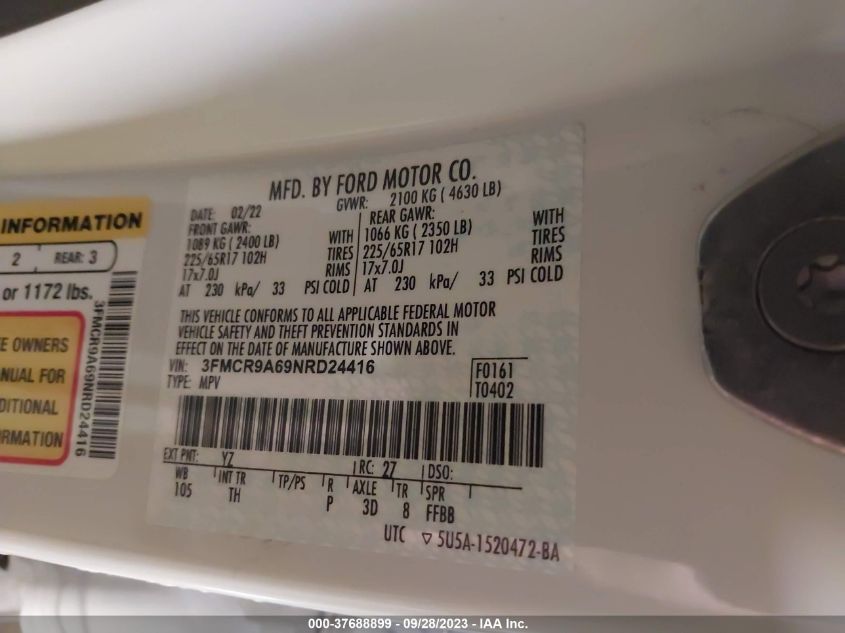 MFD. BY FORD MOTOR CO.
DATE: 02/22 GVWR: 2100 KG ( 4630 LB)
FRONT GAWR: REAR GAWR:
1089 KG ( 2400 LB) WITH 1066 KG ( 2350 LB) WITH
225/65R17 102H TIRES 225/65R17 102H TIRES
17x7.0J RIMS 17x7.0J RIMS
AT 230 kPa/ 33 PSI COLD AT 230 kPa/ 33 PSI COLD
THIS VEHICLE CONFORMS TO ALL APPLICABLE FEDERAL MOTOR
VEHICLE SAFETY AND THEFT PREVENTION STANDARDS IN
EFFECT ON THE DATE OF MANUFACTURE SHOWN ABOVE.
VIN: 3FMCR9A69NRD24416 F0161
TYPE: MPV T0402
EXT PNT: YZ RC: 27 DSO:
WB INT TR TP/PS R AXLE TR SPR
105 TH P 3D 8 FFBB
UTC ▽ 5U5A-1520472-BA
INFORMATION
2 REAR: 3
or 1172 lbs.
3FMCR9A69NRD24416
OWNERS
FOR
000-37688899 / 09/28/2023 - IAA Inc.